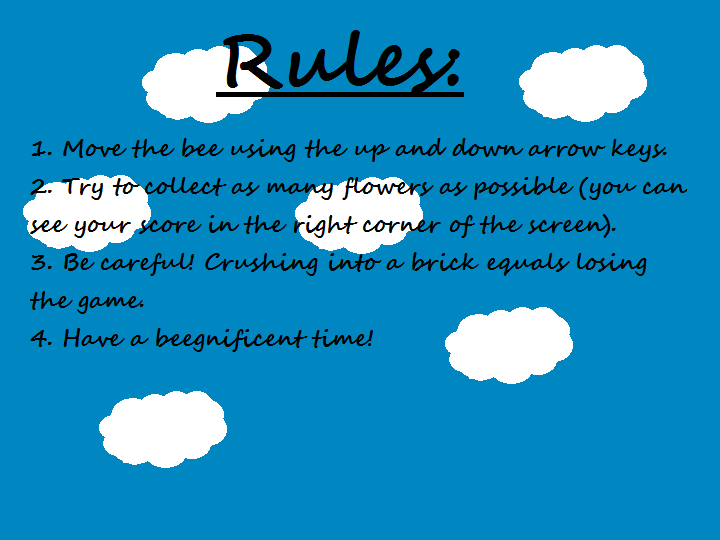 Rules:
1. Move the bee using the up and down arrow keys.
2. Try to collect as many flowers as possible (you can
see your score in the right corner of the screen).
3. Be careful! Crushing into a brick equals losing
the game.
4. Have a beegnificent time!